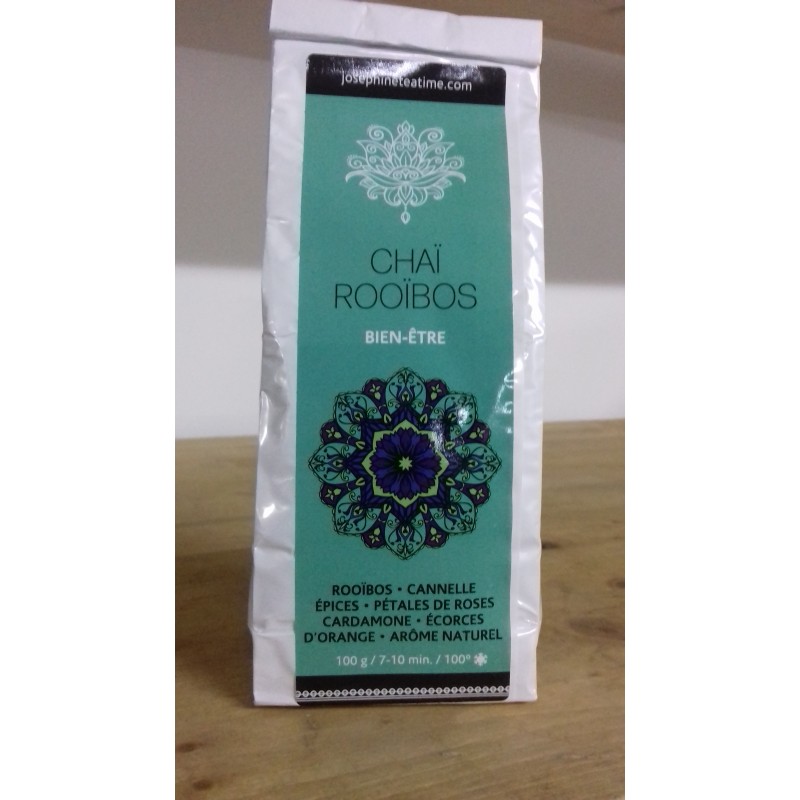 josephineteatime.com
CHAÏ
ROOÏBOS
BIEN-ÊTRE
ROOÏBOS • CANNELLE
ÉPICES • PÉTALES DE ROSES
CARDAMONE • ÉCORCES
D'ORANGE • ARÔME NATUREL
100 g / 7-10 min. / 100°